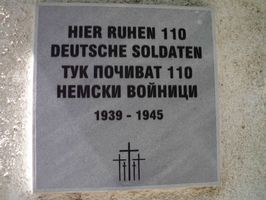 HIER RUHEN 110
DEUTSCHE SOLDATEN
ТУК ПОЧИВАТ 110
НЕМСКИ ВОЙНИЦИ
1939 - 1945